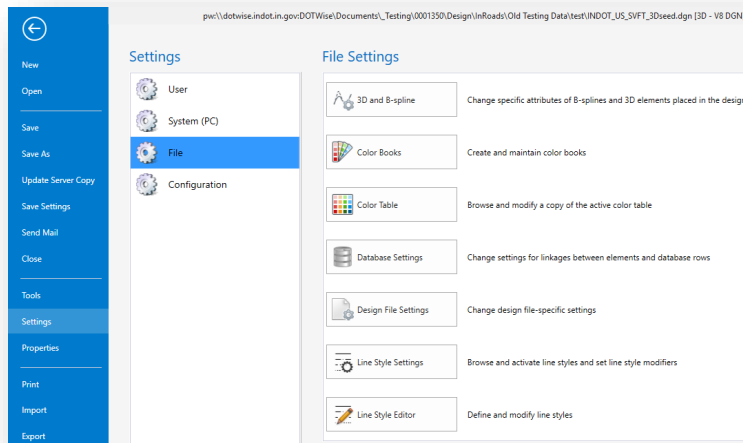 pw:\\dotwise.indot.in.gov:DOTWise\Documents\_Testing\0001350\Design\InRoads\Old Testing Data\test\INDOT_US_SVFT_3Dseed.dgn [3D - V8 DGN
New
Open
Save
Save As
Update Server Copy
Save Settings
Send Mail
Close
Tools
Settings
Properties
Print
Import
Export
Settings
User
System (PC)
File
Configuration
File Settings
3D and B-spline
Change specific attributes of B-splines and 3D elements placed in the desig
Color Books
Create and maintain color books
Color Table
Browse and modify a copy of the active color table
Database Settings
Change settings for linkages between elements and database rows
Design File Settings
Change design file-specific settings
Line Style Settings
Browse and activate line styles and set line style modifiers
Line Style Editor
Define and modify line styles